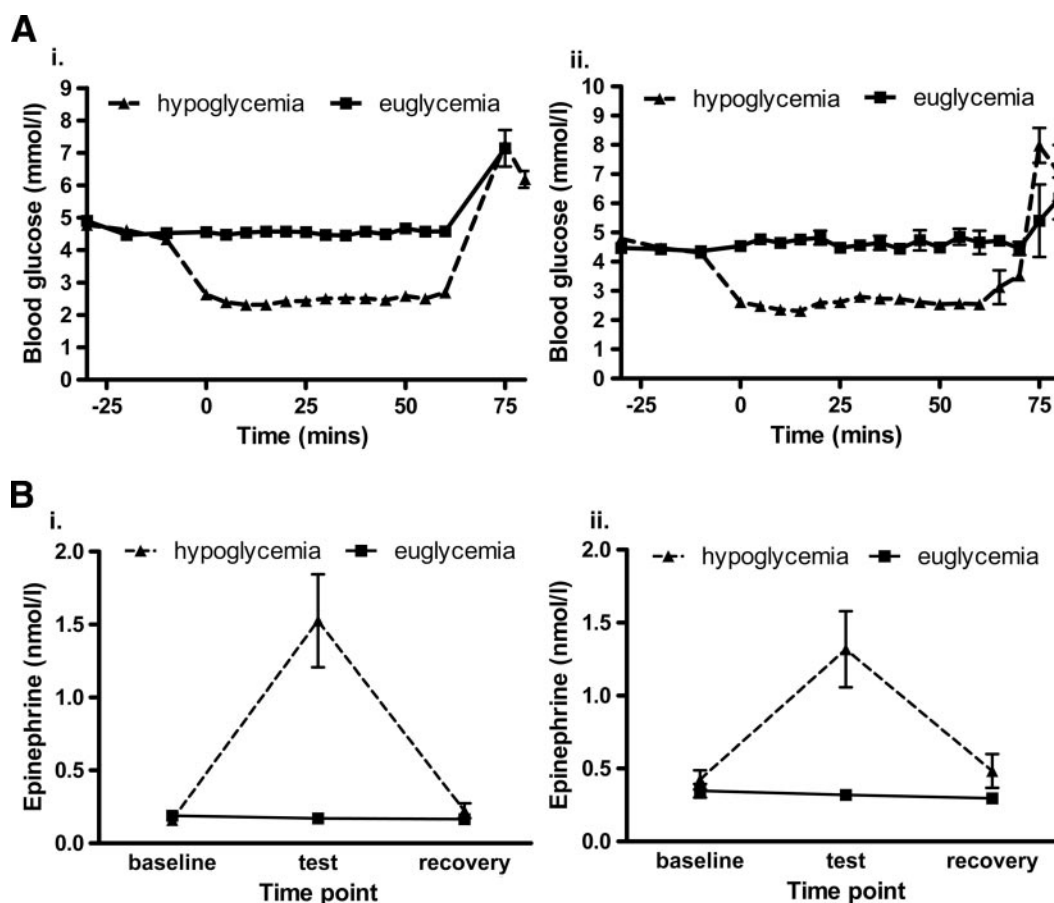 A
i.
hypoglycemia euglycemia
Blood glucose (mmol/l)
9
8
7
6
5
4
3
2
1
0
-25 0 25 50 75
Time (mins)
ii.
hypoglycemia euglycemia
Blood glucose (mmol/l)
10
9
8
7
6
5
4
3
2
1
0
-25 0 25 50 75
Time (mins)
B
i.
hypoglycemia euglycemia
Epinephrine (nmol/l)
2.0
1.5
1.0
0.5
0.0
baseline test recovery
Time point
ii.
hypoglycemia euglycemia
Epinephrine (nmol/l)
2.0
1.5
1.0
0.5
0.0
baseline test recovery
Time point